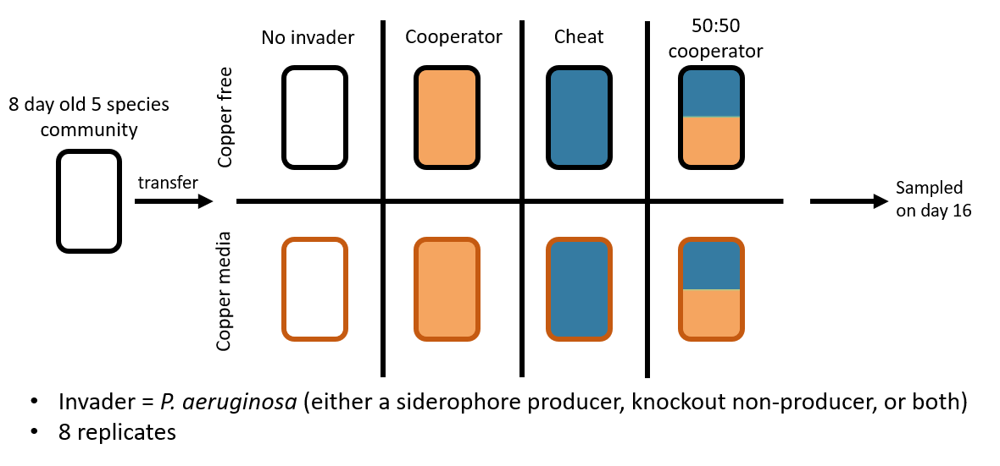 8 day old 5 species
community
transfer
No invader
Cooperator
Cheat
50:50
cooperator
Copper free
Copper media
Sampled
on day 16
• Invader = P. aeruginosa (either a siderophore producer, knockout non-producer, or both)
• 8 replicates